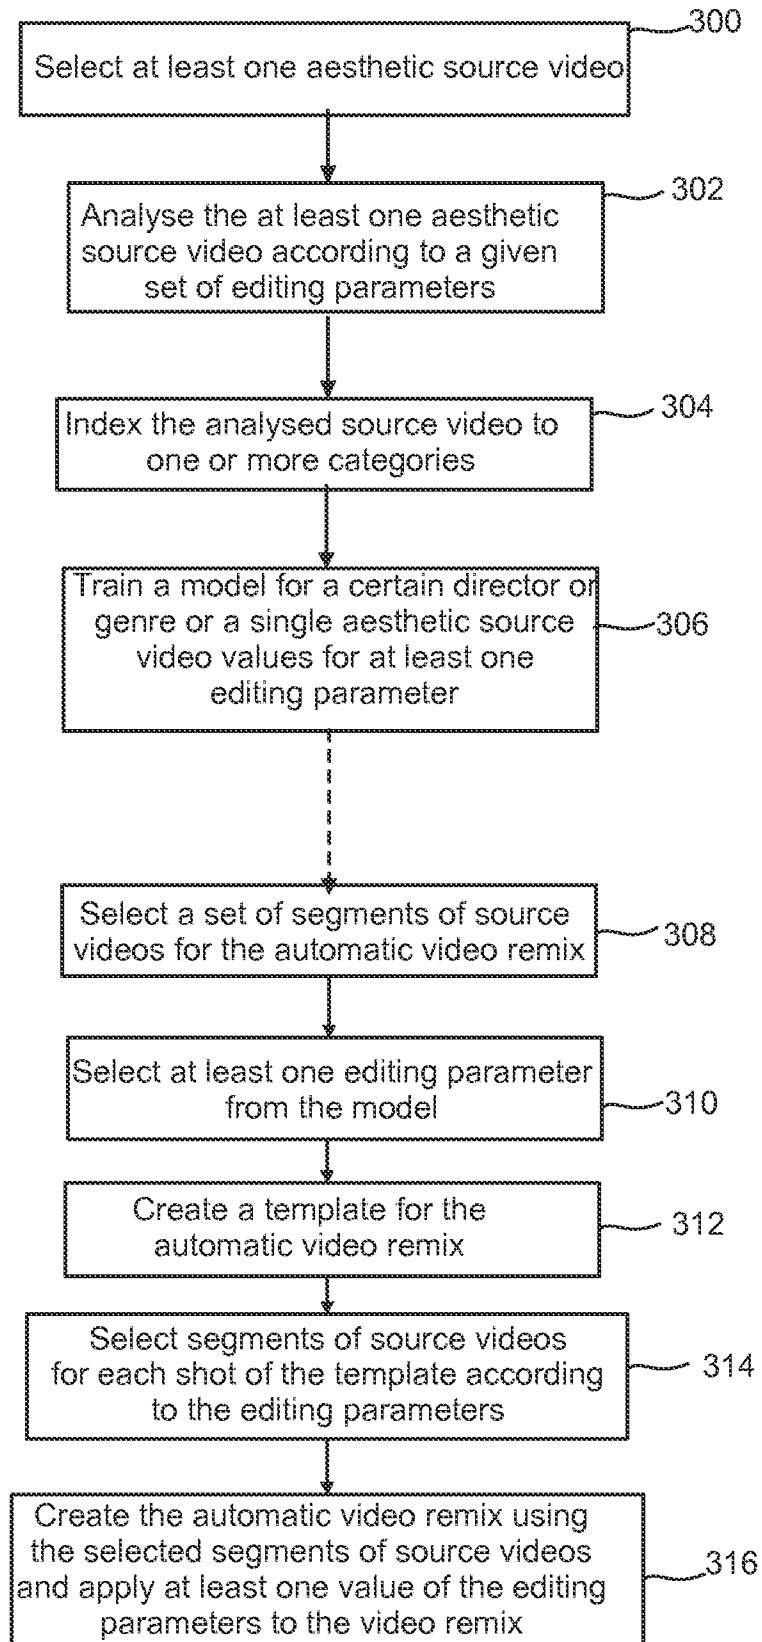 300
Select at least one aesthetic source video
302
Analyse the at least one aesthetic
source video according to a given
set of editing parameters
304
Index the analysed source video to
one or more categories
Train a model for a certain director or
genre or a single aesthetic source
video values for at least one
editing parameter
306
Select a set of segments of source
videos for the automatic video remix
308
Select at least one editing parameter
from the model
310
Create a template for the
automatic video remix
312
Select segments of source videos
for each shot of the template according
to the editing parameters
314
Create the automatic video remix using
the selected segments of source videos
and apply at least one value of the editing
parameters to the video remix
316